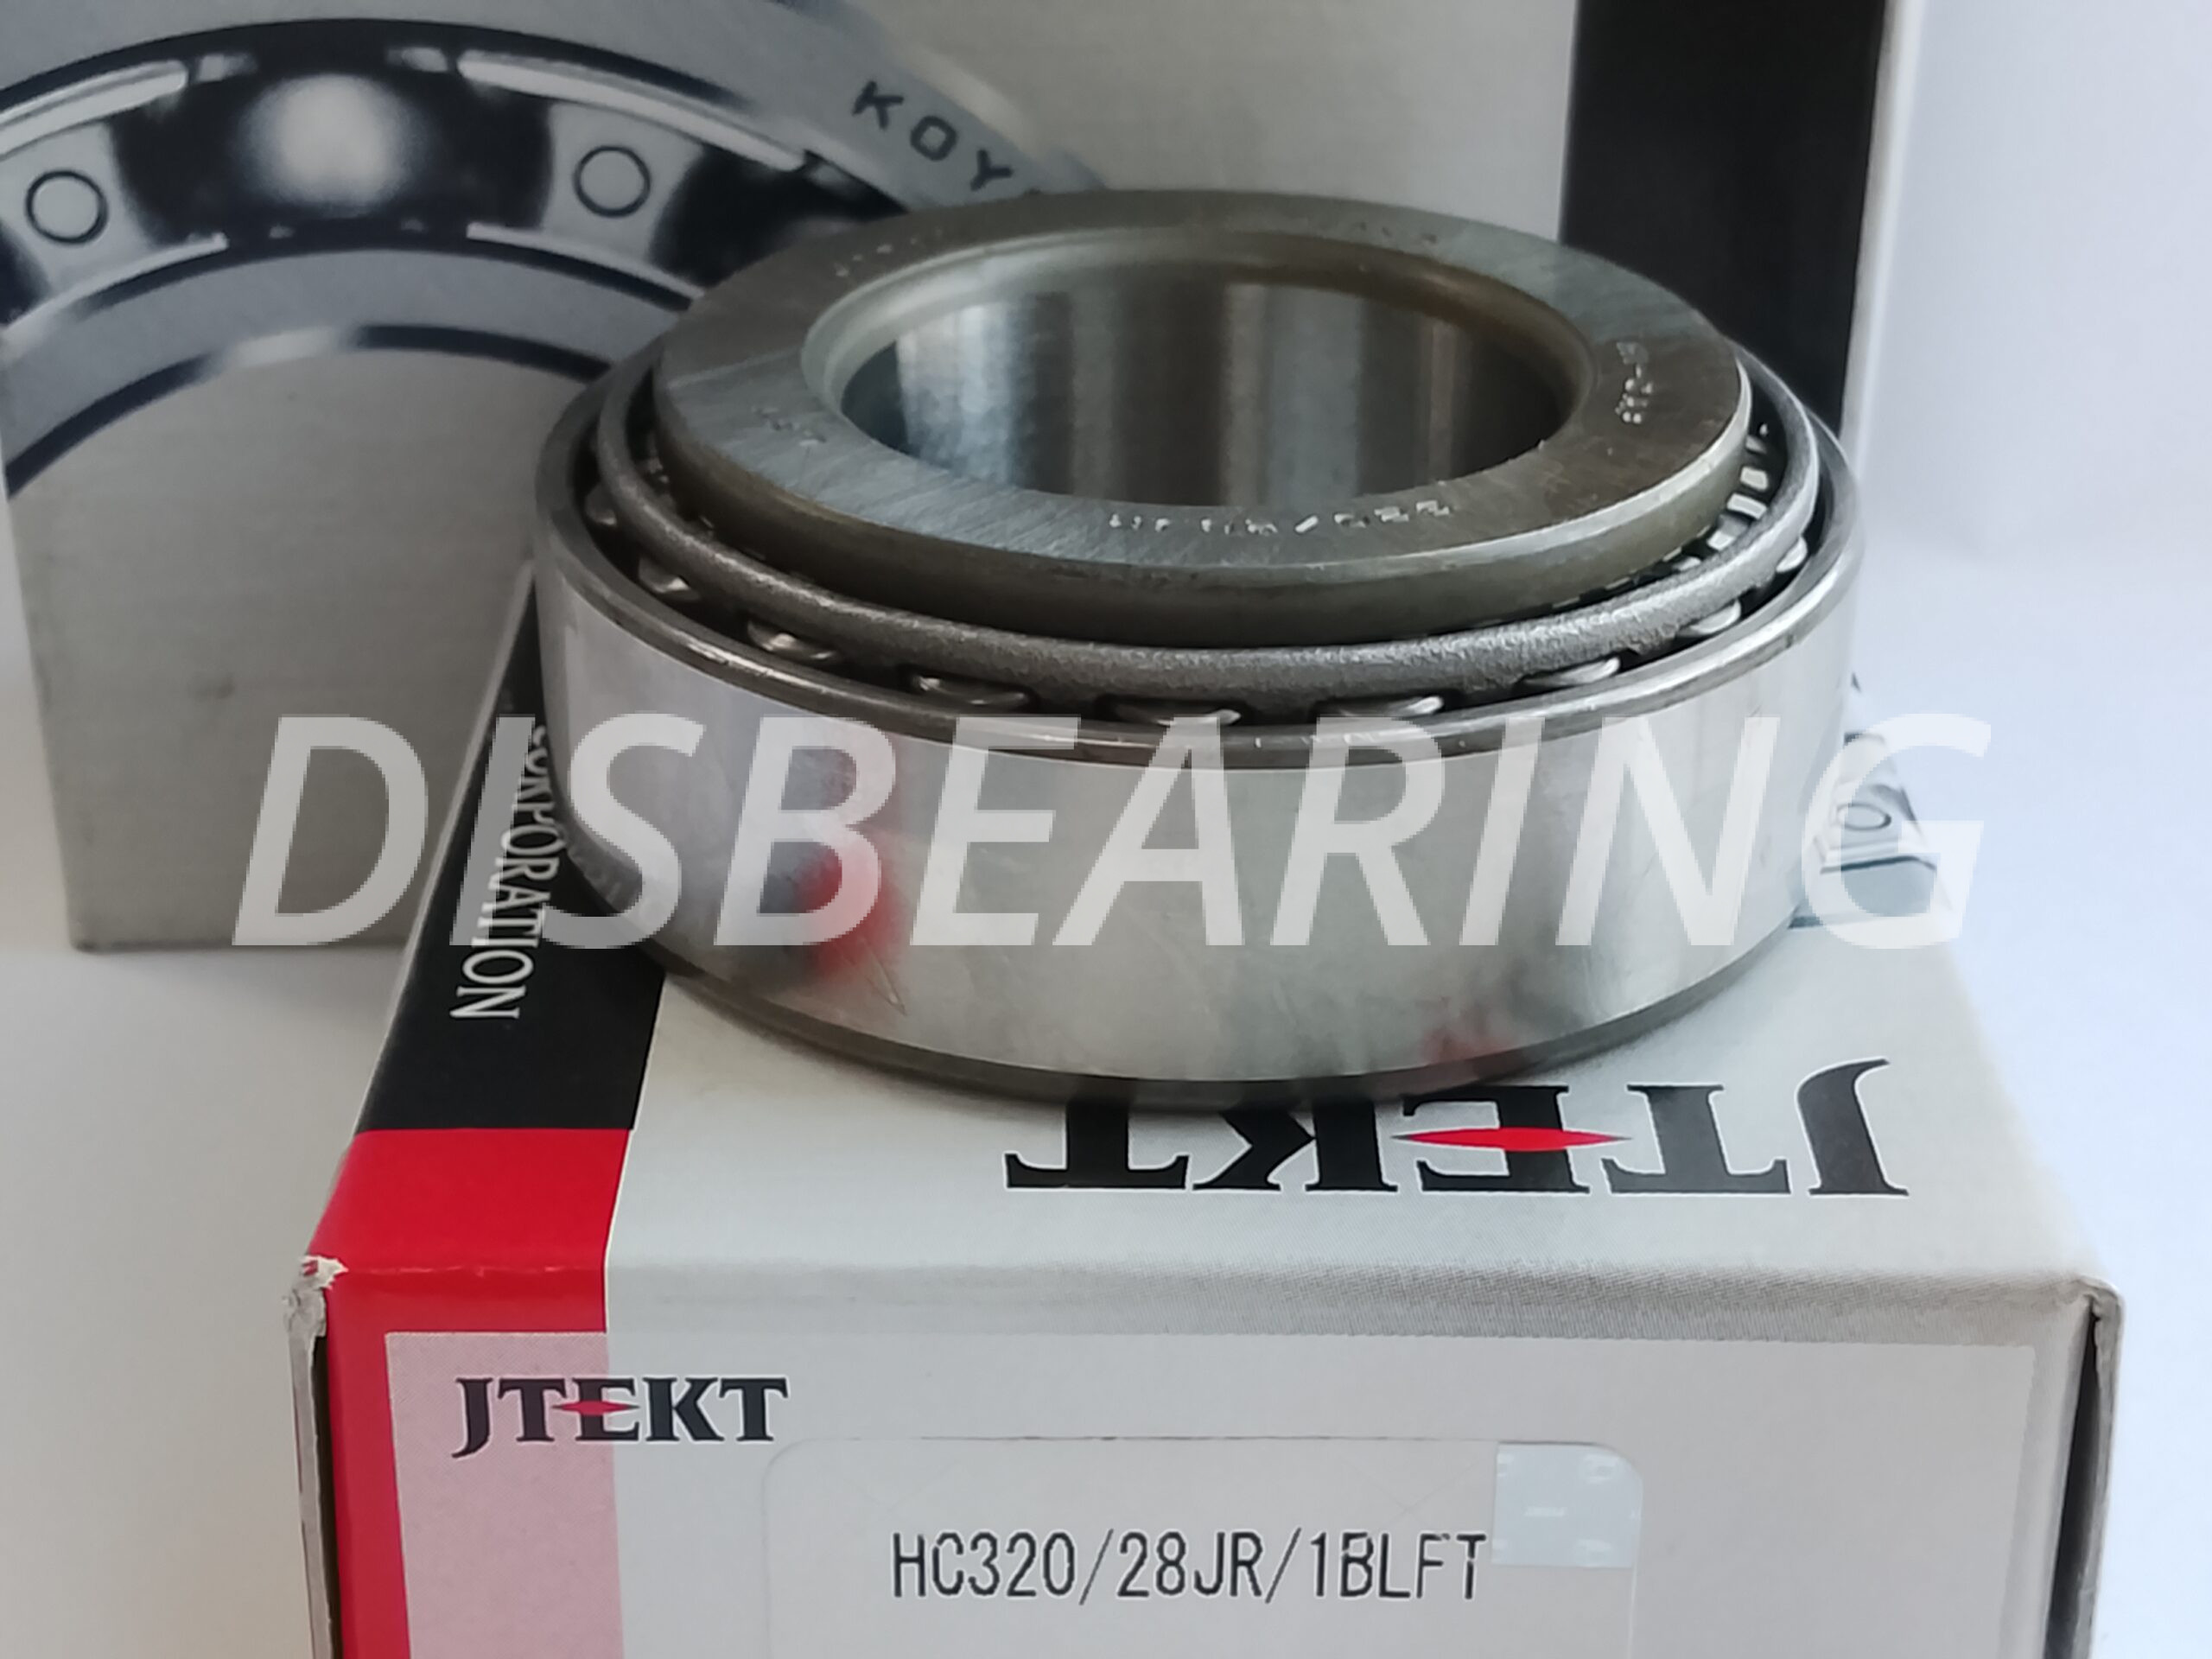 KOY
DISBEARING
CORPORATION
JTEKT
JTEKT
HC320/28JR/1BLFT